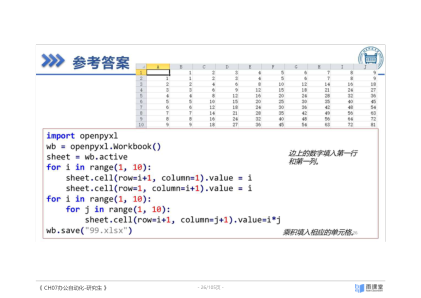 参考答案
A B C D E F G H I J
1 1 2 3 4 5 6 7 8 9
2 1 1 2 3 4 5 6 7 8 9
3 2 2 4 6 8 10 12 14 16 18
4 3 3 6 9 12 15 18 21 24 27
5 4 4 8 12 16 20 24 28 32 36
6 5 5 10 15 20 25 30 35 40 45
7 6 6 12 18 24 30 36 42 48 54
8 7 7 14 21 28 35 42 49 56 63
9 8 8 16 24 32 40 48 56 64 72
10 9 9 18 27 36 45 54 63 72 81
import openpyxl
wb = openpyxl.Workbook()
sheet = wb.active
for i in range(1, 10):
sheet.cell(row=i+1, column=1).value = i
sheet.cell(row=1, column=i+1).value = i
边上的数字填入第一行
和第一列。
for i in range(1, 10):
for j in range(1, 10):
sheet.cell(row=i+1, column=j+1).value=i*j
wb.save("99.xlsx")
乘积填入相应的单元格。
《CH07办公自动化-研究生》
雨课堂